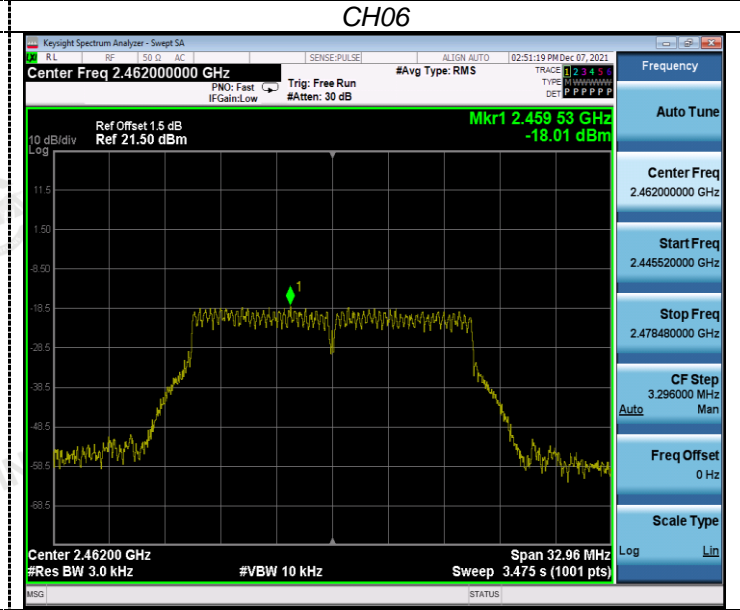 CH06
Keysight Spectrum Analyzer - Swept SA
RL RF 50 Ω AC SENSE:PULSE ALIGN AUTO 02:51:19 PM Dec 07, 2021
Center Freq 2.462000000 GHz
#Avg Type: RMS
TRACE 1 2 3 4 5 6
PNO: Fast Trig: Free Run
TYPE M W W W W W
IFGain:Low #Atten: 30 dB
DET P P P P P P
Frequency
Auto Tune
Ref Offset 1.5 dB
Mkr1 2.459 53 GHz
10 dB/div Ref 21.50 dBm
-18.01 dBm
Log
11.5
1.50
-8.50
-18.5
-28.5
-38.5
-48.5
-58.5
-68.5
1
Center Freq
2.462000000 GHz
Start Freq
2.445520000 GHz
Stop Freq
2.478480000 GHz
CF Step
3.296000 MHz
Auto Man
Freq Offset
0 Hz
Scale Type
Log Lin
Center 2.46200 GHz Span 32.96 MHz
#Res BW 3.0 kHz #VBW 10 kHz Sweep 3.475 s (1001 pts)
MSG STATUS